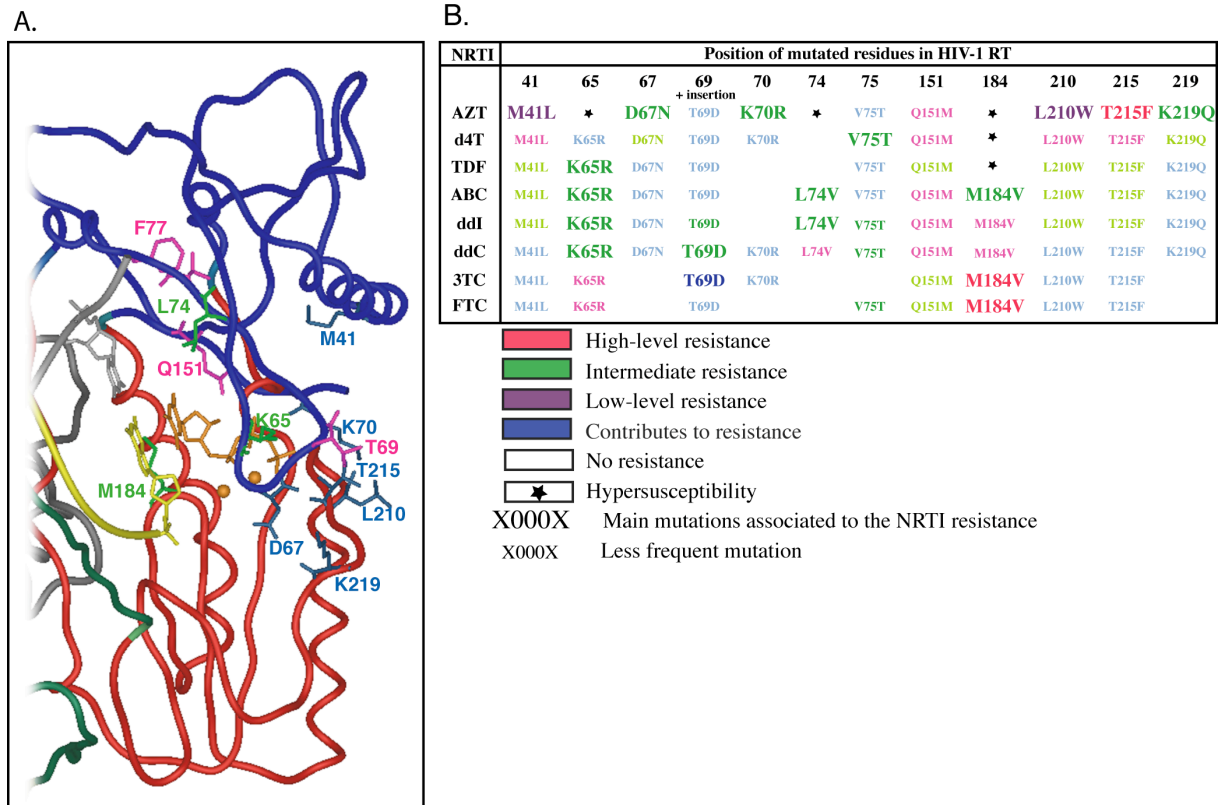 A.
F77
L74
M41
Q151
K65
K70
T69
T215
M184
L210
D67
K219
B.
NRTI Position of mutated residues in HIV-1 RT
41 65 67 69 70 74 75 151 184 210 215 219
+ insertion
AZT M41L ★ D67N T69D K70R ★ V75T Q151M ★ L210W T215F K219Q
d4T M41L K65R D67N T69D K70R V75T Q151M ★ L210W T215F K219Q
TDF M41L K65R D67N T69D V75T Q151M ★ L210W T215F K219Q
ABC M41L K65R D67N T69D L74V V75T Q151M M184V L210W T215F K219Q
ddI M41L K65R D67N T69D L74V V75T Q151M M184V L210W T215F K219Q
ddC M41L K65R D67N T69D K70R L74V V75T Q151M M184V L210W T215F K219Q
3TC M41L K65R T69D K70R Q151M M184V L210W T215F
FTC M41L K65R T69D V75T Q151M M184V L210W T215F
High-level resistance
Intermediate resistance
Low-level resistance
Contributes to resistance
No resistance
★ Hypersusceptibility
X000X Main mutations associated to the NRTI resistance
X000X Less frequent mutation